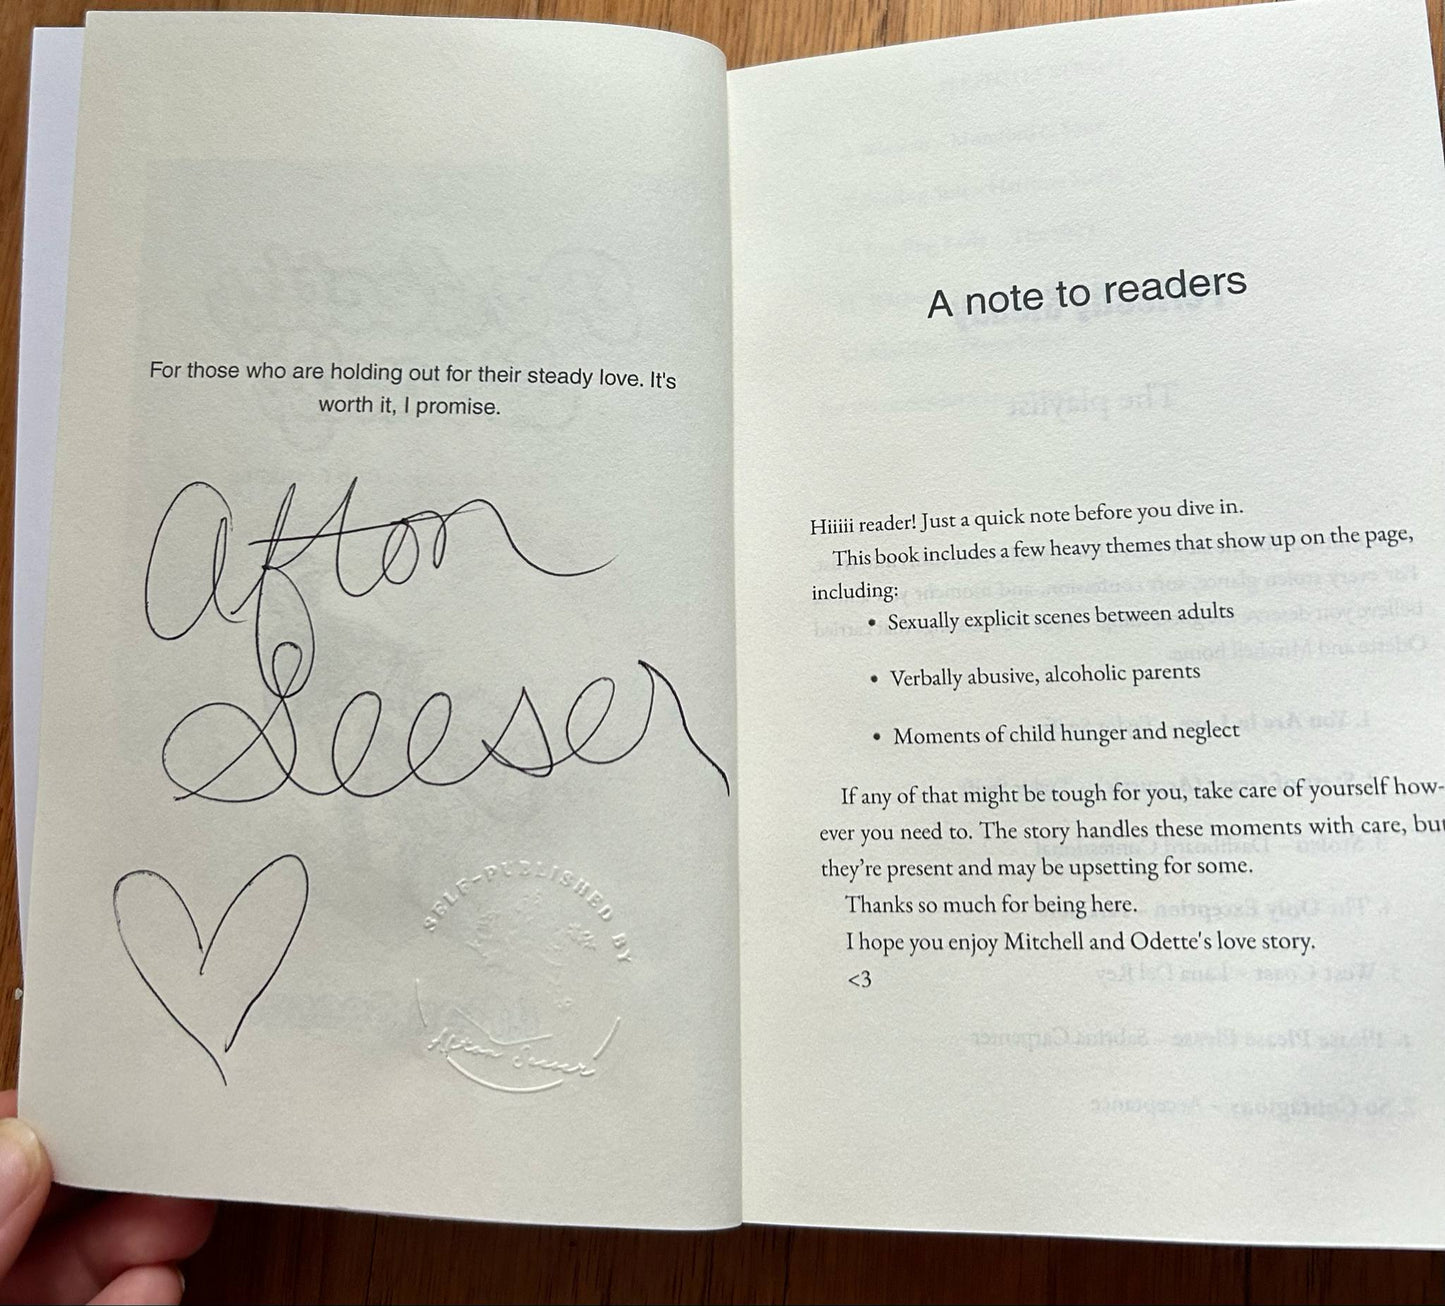 For those who are holding out for their steady love. It's
worth it, I promise.
Afton
Seeser
SELF-PUBLISHED BY
Afton Seeser
A note to readers
Hiiiii reader! Just a quick note before you dive in.
This book includes a few heavy themes that show up on the page,
including:
• Sexually explicit scenes between adults
• Verbally abusive, alcoholic parents
• Moments of child hunger and neglect
If any of that might be tough for you, take care of yourself how-
ever you need to. The story handles these moments with care, but
they're present and may be upsetting for some.
Thanks so much for being here.
I hope you enjoy Mitchell and Odette's love story.
<3
The playlist